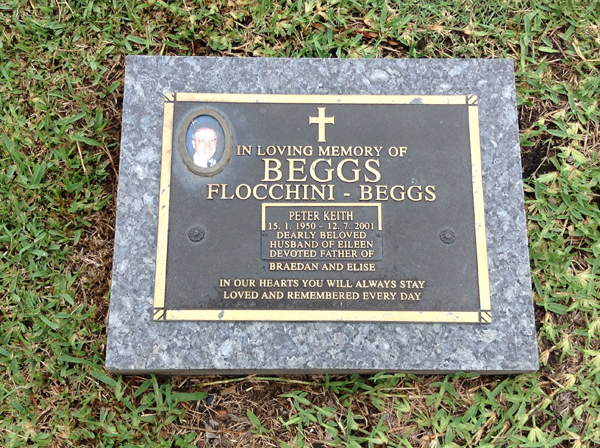 IN LOVING MEMORY OF
BEGGS
FLOCCHINI - BEGGS
PETER KEITH
15. 1. 1950 - 12. 7. 2001
DEARLY BELOVED
HUSBAND OF EILEEN
DEVOTED FATHER OF
BRAEDAN AND ELISE
IN OUR HEARTS YOU WILL ALWAYS STAY
LOVED AND REMEMBERED EVERY DAY